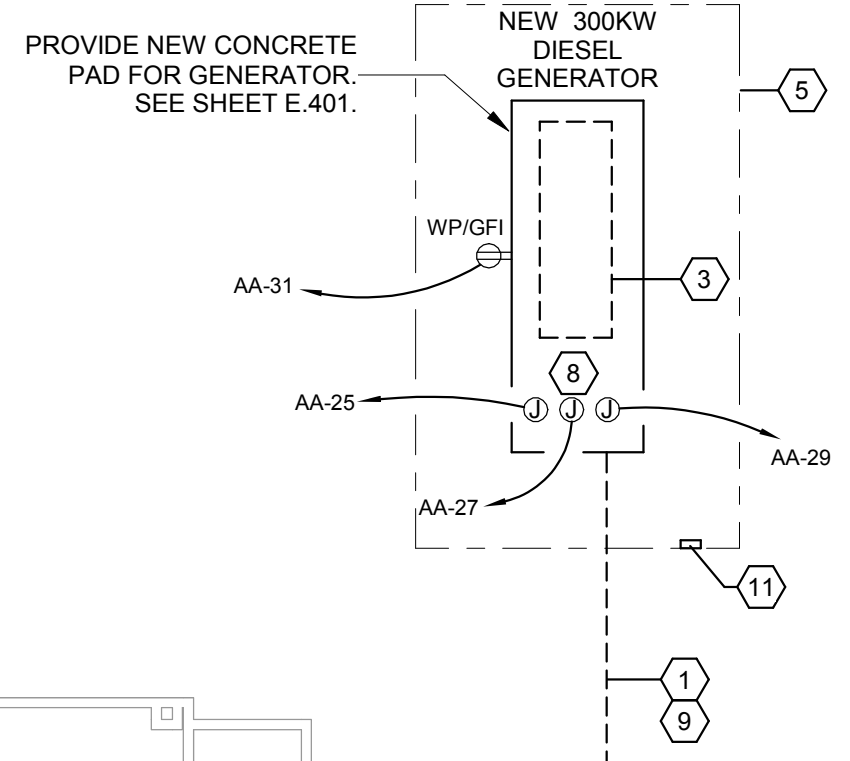 NEW 300KW
DIESEL
GENERATOR
PROVIDE NEW CONCRETE
PAD FOR GENERATOR.
SEE SHEET E.401.
5
WP/GFI
3
AA-31
8
AA-25
J J J
AA-29
AA-27
11
1
9